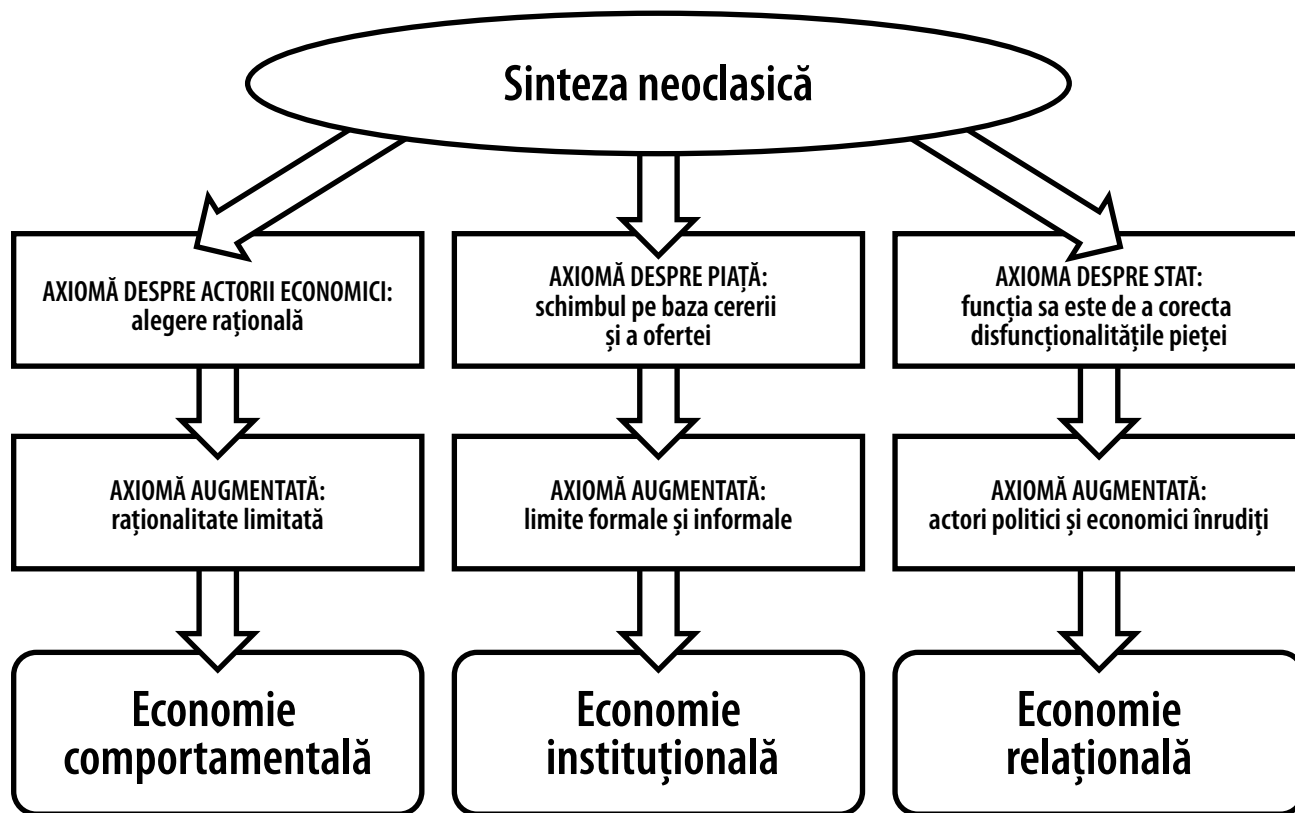 Sinteza neoclasică
AXIOMĂ DESPRE ACTORII ECONOMICI:
alegere rațională
AXIOMĂ DESPRE PIAȚĂ:
schimbul pe baza cererii
și a ofertei
AXIOMA DESPRE STAT:
funcția sa este de a corecta
disfuncționalitățile pieței
AXIOMĂ AUGMENTATĂ:
raționalitate limitată
AXIOMĂ AUGMENTATĂ:
limite formale și informale
AXIOMĂ AUGMENTATĂ:
actori politici și economici înrudiți
Economie
comportamentală
Economie
instituțională
Economie
relațională